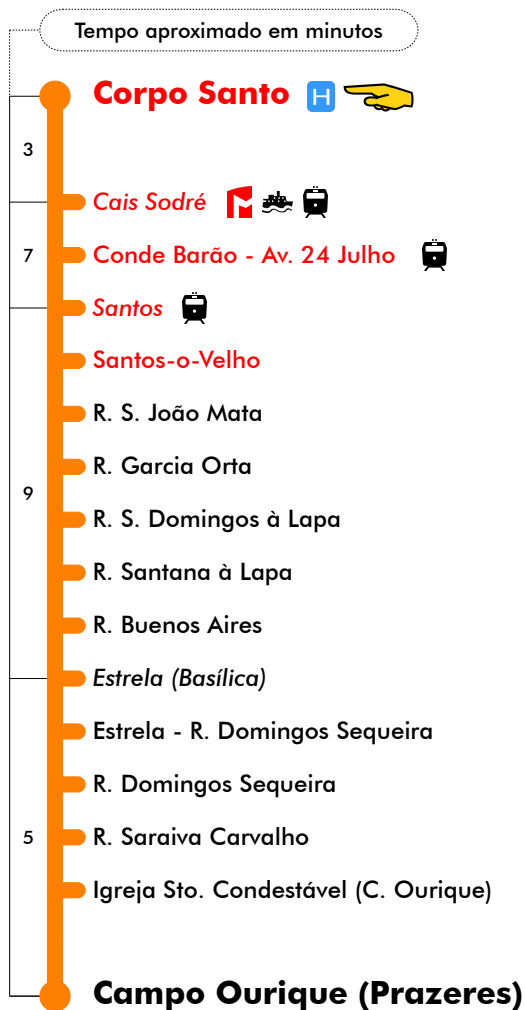 Tempo aproximado em minutos
Corpo Santo H
3
Cais Sodré
7
Conde Barão - Av. 24 Julho
Santos
Santos-o-Velho
R. S. João Mata
R. Garcia Orta
9
R. S. Domingos à Lapa
R. Santana à Lapa
R. Buenos Aires
Estrela (Basílica)
Estrela - R. Domingos Sequeira
R. Domingos Sequeira
5
R. Saraiva Carvalho
Igreja Sto. Condestável (C. Ourique)
Campo Ourique (Prazeres)